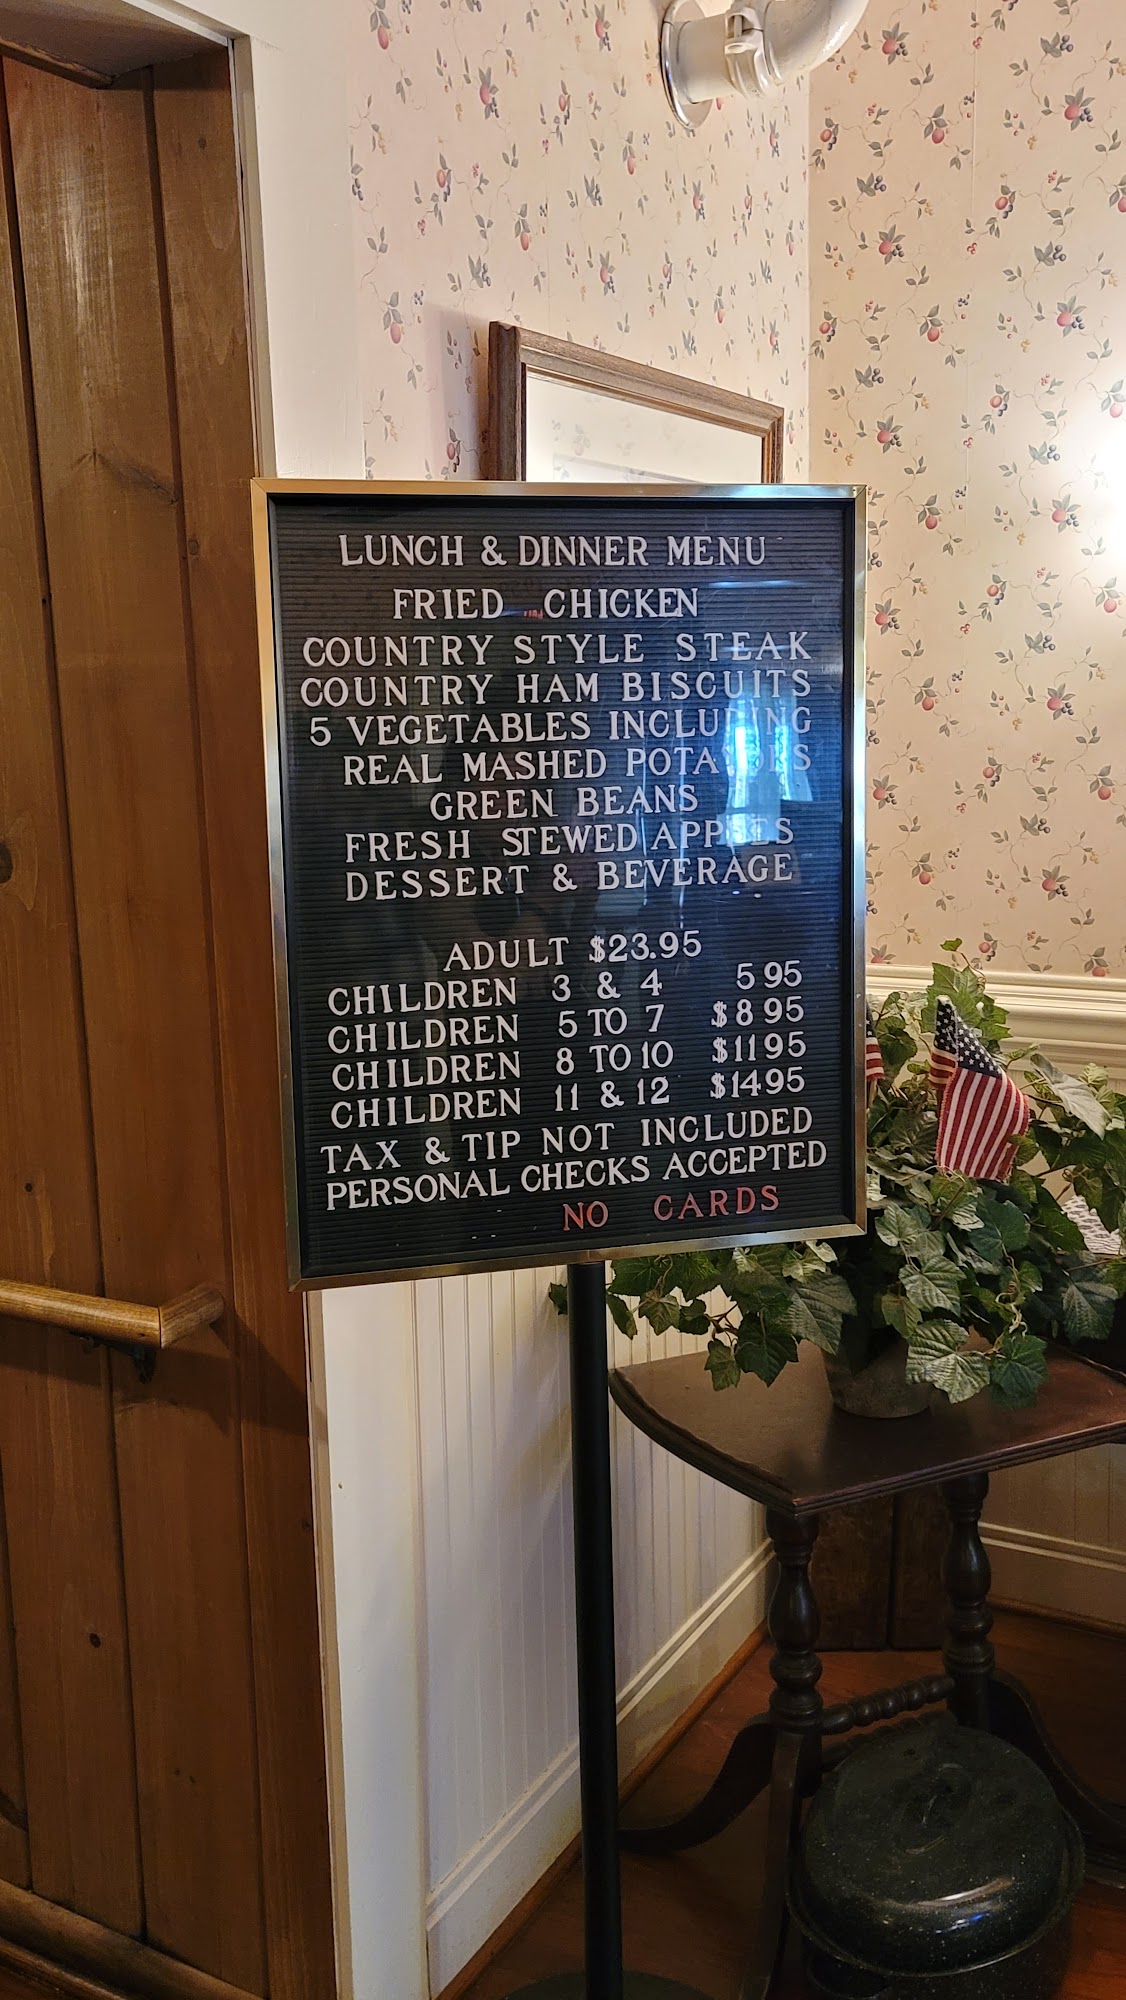 LUNCH & DINNER MENU
FRIED CHICKEN
COUNTRY STYLE STEAK
COUNTRY HAM BISCUITS
5 VEGETABLES INCLUDING
REAL MASHED POTATOES
GREEN BEANS
FRESH STEWED APPLES
DESSERT & BEVERAGE
ADULT $23.95
CHILDREN 3 & 4 5 95
CHILDREN 5 TO 7 $8 95
CHILDREN 8 TO 10 $11 95
CHILDREN 11 & 12 $14 95
TAX & TIP NOT INCLUDED
PERSONAL CHECKS ACCEPTED
NO CARDS